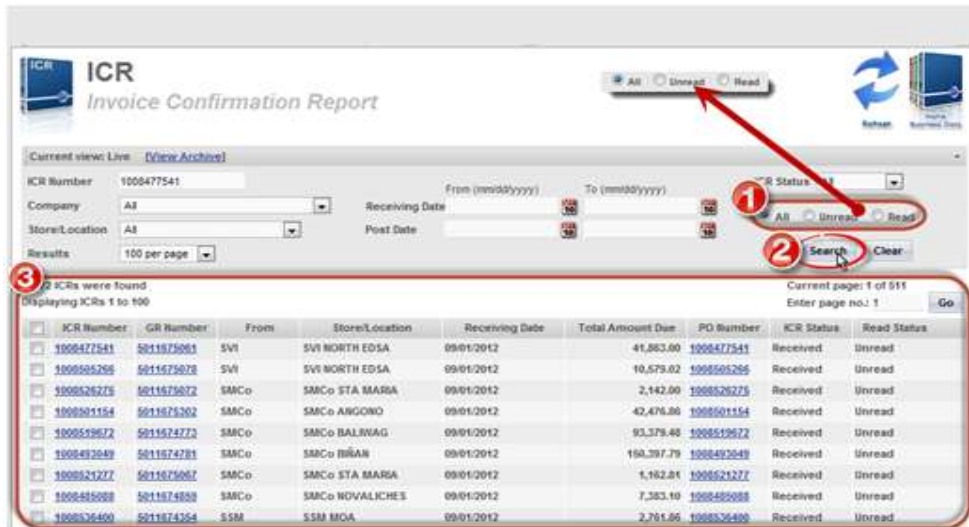 ICR
ICR
Invoice Confirmation Report
All Unread Read
Refresh
Business Data
Current view: Live [View Archive]
ICR Number 1008477541
From (mm/dd/yyyy) To (mm/dd/yyyy)
ICR Status All
Company All
Receiving Date
1
All Unread Read
Store/Location All
Post Date
Results 100 per page
2 Search Clear
3
2 ICRs were found
Current page: 1 of 511
Displaying ICRs 1 to 100
Enter page no.: 1 Go
ICR Number GR Number From Store/Location Receiving Date Total Amount Due PO Number ICR Status Read Status
1008477541 5011675061 SVI SVI NORTH EDSA 09/01/2012 41,863.00 1008477541 Received Unread
1008505266 5011675078 SVI SVI NORTH EDSA 09/01/2012 10,579.02 1008505266 Received Unread
1008526275 5011675072 SMCo SMCo STA MARIA 09/01/2012 2,142.00 1008526275 Received Unread
1008501154 5011675302 SMCo SMCo ANGONO 09/01/2012 42,476.86 1008501154 Received Unread
1008519672 5011674773 SMCo SMCo BALIWAG 09/01/2012 93,379.48 1008519672 Received Unread
1008493049 5011674781 SMCo SMCo BIÑAN 09/01/2012 150,397.79 1008493049 Received Unread
1008521277 5011675067 SMCo SMCo STA MARIA 09/01/2012 1,162.81 1008521277 Received Unread
1008485088 5011674859 SMCo SMCo NOVALICHES 09/01/2012 7,383.10 1008485088 Received Unread
1008536400 5011674354 SSM SSM MOA 09/01/2012 2,761.86 1008536400 Received Unread